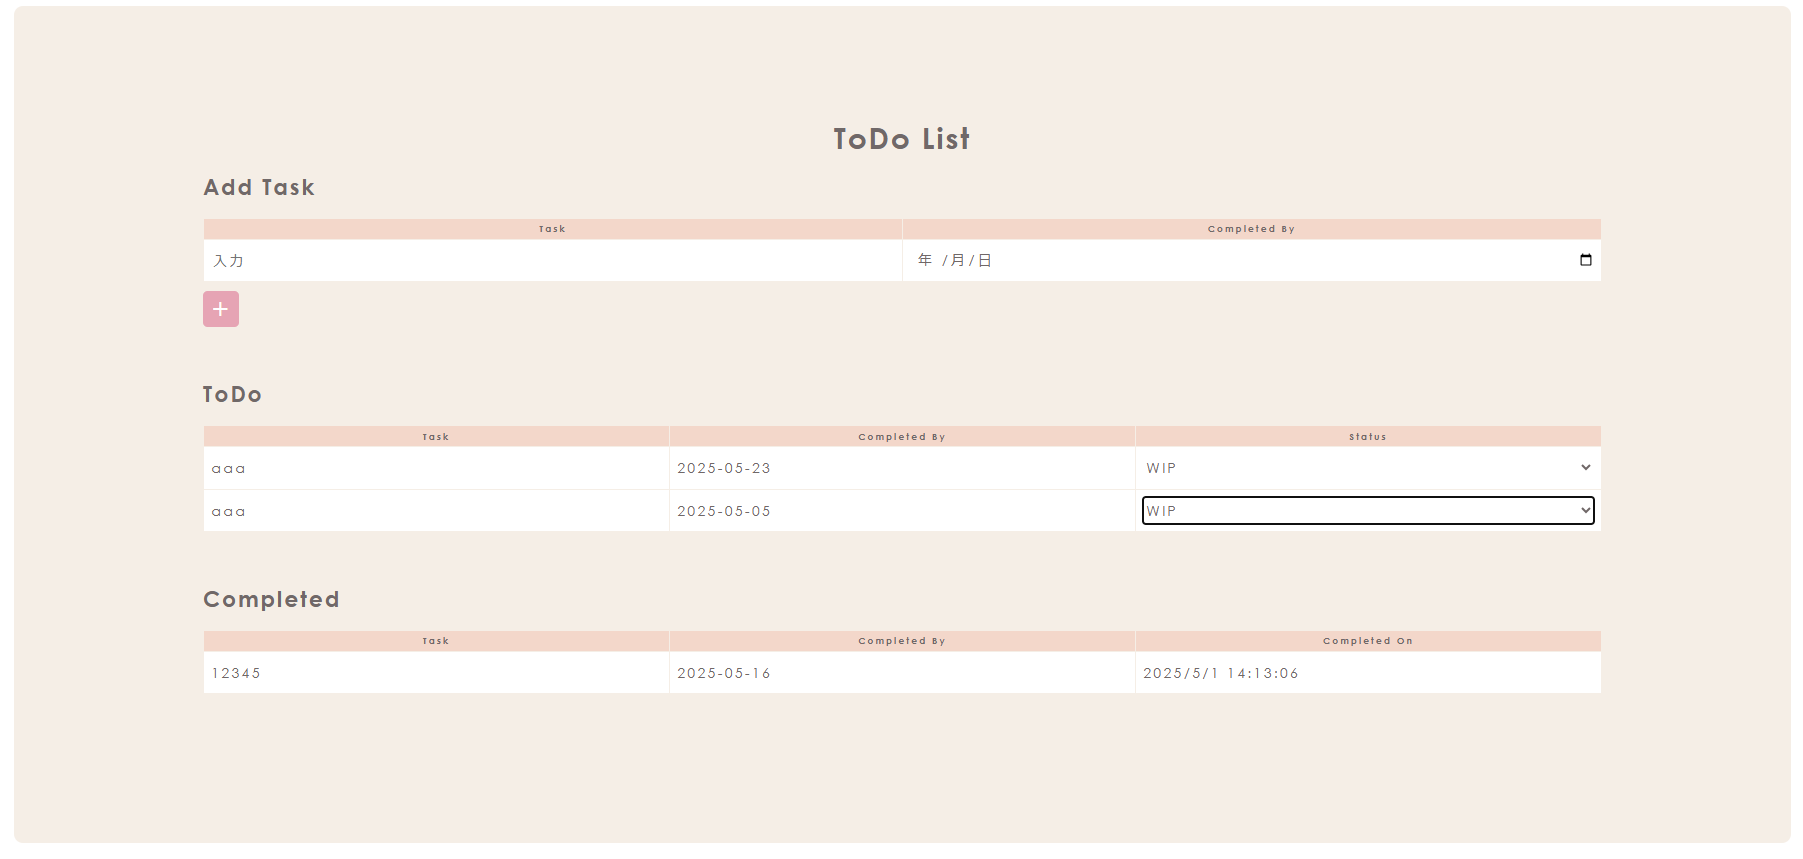 ToDo List
Add Task
Task Completed By
入力 年 /月/日
+
ToDo
Task Completed By Status
aaa 2025-05-23 WIP
aaa 2025-05-05 WIP
Completed
Task Completed By Completed On
12345 2025-05-16 2025/5/1 14:13:06